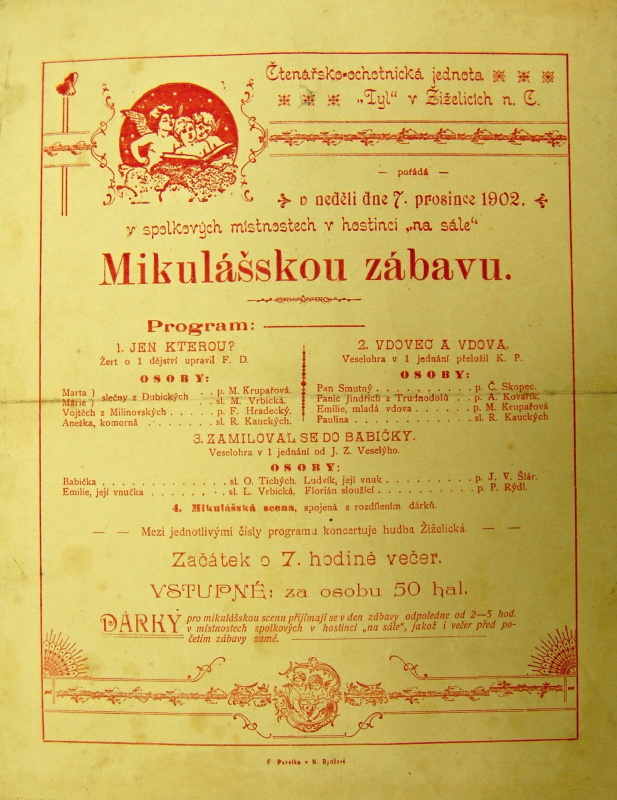 Čtenářsko-ochotnická jednota
„Tyl“ v Žiželicích n. C.
— pořádá —
v neděli dne 7. prosince 1902.
v spolkových místnostech v hostinci „na sále“
Mikulášskou zábavu.
Program:
1. JEN KTEROU?
Žert o 1 dějství upravil F. D.
OSOBY:
Marta ) slečny z Dubických . . p. M. Krupařová.
Marie ) sl. M. Vrbická.
Vojtěch z Milinovských . . . . . p. F. Hradecký.
Anežka, komorná . . . . . . . sl. R. Kauckých.
2. VDOVEC A VDOVA,
Veselohra v 1 jednání přeložil K. P.
OSOBY:
Pan Smutný . . . . . . . . . . p. Č. Skopec.
Panic Jindřich z Trudnodolů . . p. A. Kovařík.
Emilie, mladá vdova . . . . . . p. M. Krupařová
Paulina . . . . . . . . . . . . sl. R. Kauckých
3. ZAMILOVAL SE DO BABIČKY.
Veselohra v 1 jednání od J. Z. Veselýho.
OSOBY:
Babička . . . . . . . . . . . sl. O. Tichých. Ludvík, její vnuk . . . . . . . . p. J. V. Šlár.
Emilie, její vnučka . . . . . . . sl. L. Vrbická. Florián sloužící . . . . . . . . p. P. Rýdl.
4. Mikulášská scena, spojená s rozdílením dárků.
— — Mezi jednotlivými čísly programu koncertuje hudba Žiželická. — —
Začátek o 7. hodině večer.
VSTUPNÉ: za osobu 50 hal.
DÁRKY pro mikulášskou scenu přijímají se v den zábavy odpoledne od 2—5 hod.
v místnostech spolkových v hostinci „na sále“, jakož i večer před po-
četím zábavy samé.
F Pavelka v N. Bydžově